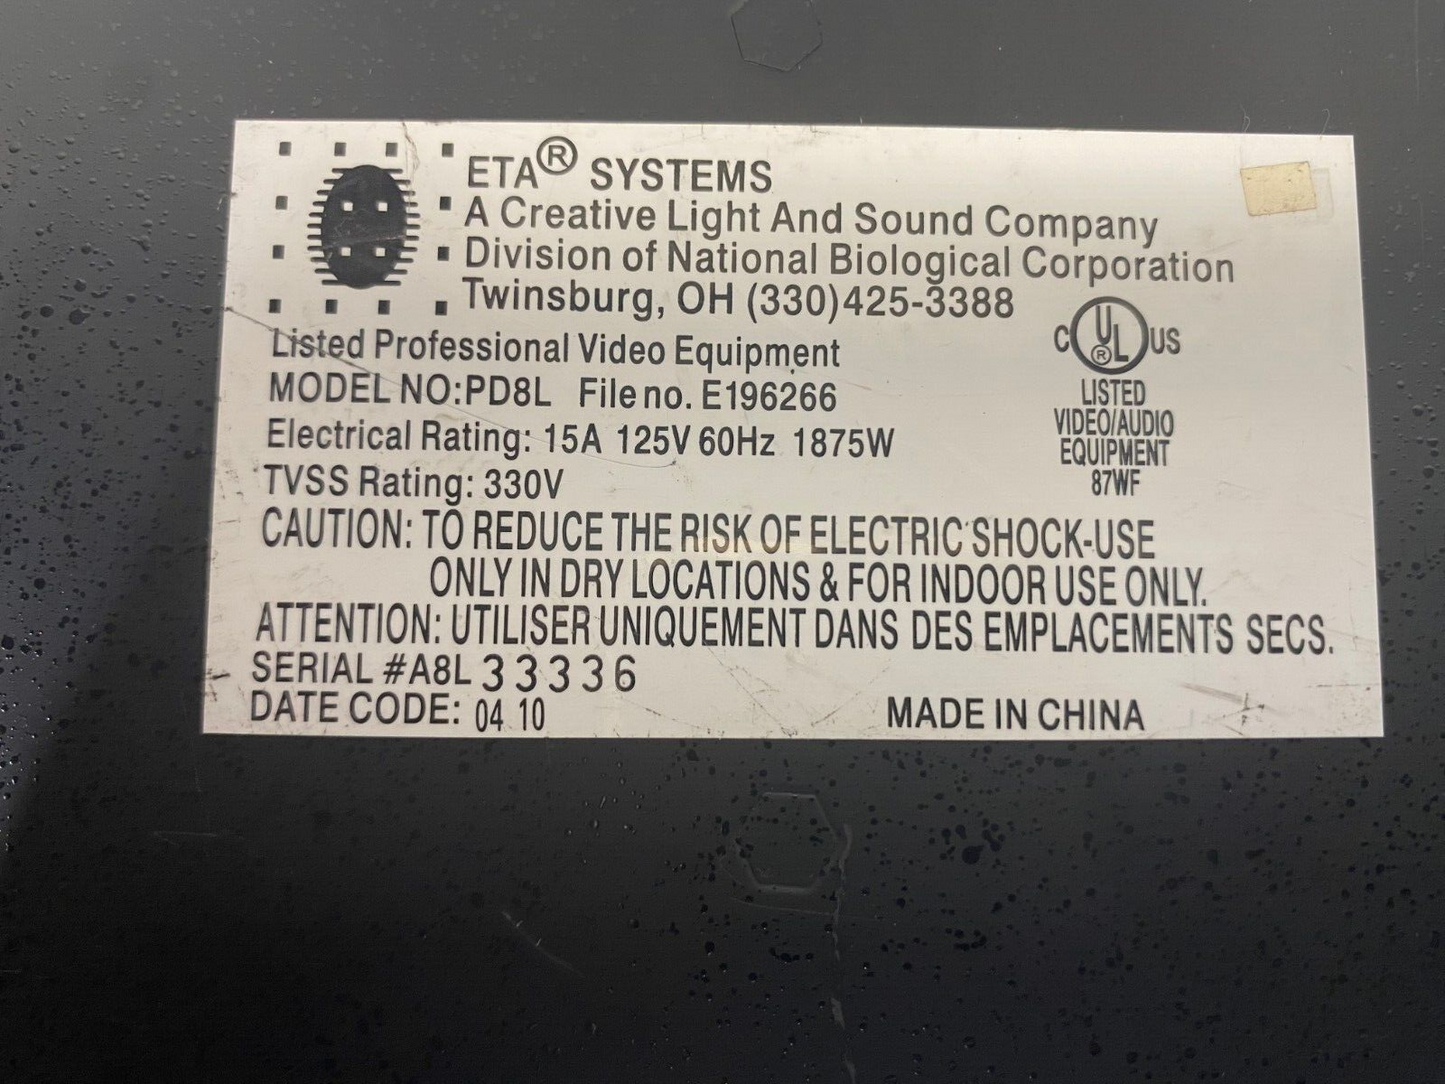 ETA® SYSTEMS
A Creative Light And Sound Company
Division of National Biological Corporation
Twinsburg, OH (330)425-3388
Listed Professional Video Equipment
MODEL NO:PD8L File no. E196266
Electrical Rating: 15A 125V 60Hz 1875W
TVSS Rating: 330V
C UL® US
LISTED
VIDEO/AUDIO
EQUIPMENT
87WF
CAUTION: TO REDUCE THE RISK OF ELECTRIC SHOCK-USE
ONLY IN DRY LOCATIONS & FOR INDOOR USE ONLY.
ATTENTION: UTILISER UNIQUEMENT DANS DES EMPLACEMENTS SECS.
SERIAL #A8L 33336
DATE CODE: 04 10
MADE IN CHINA